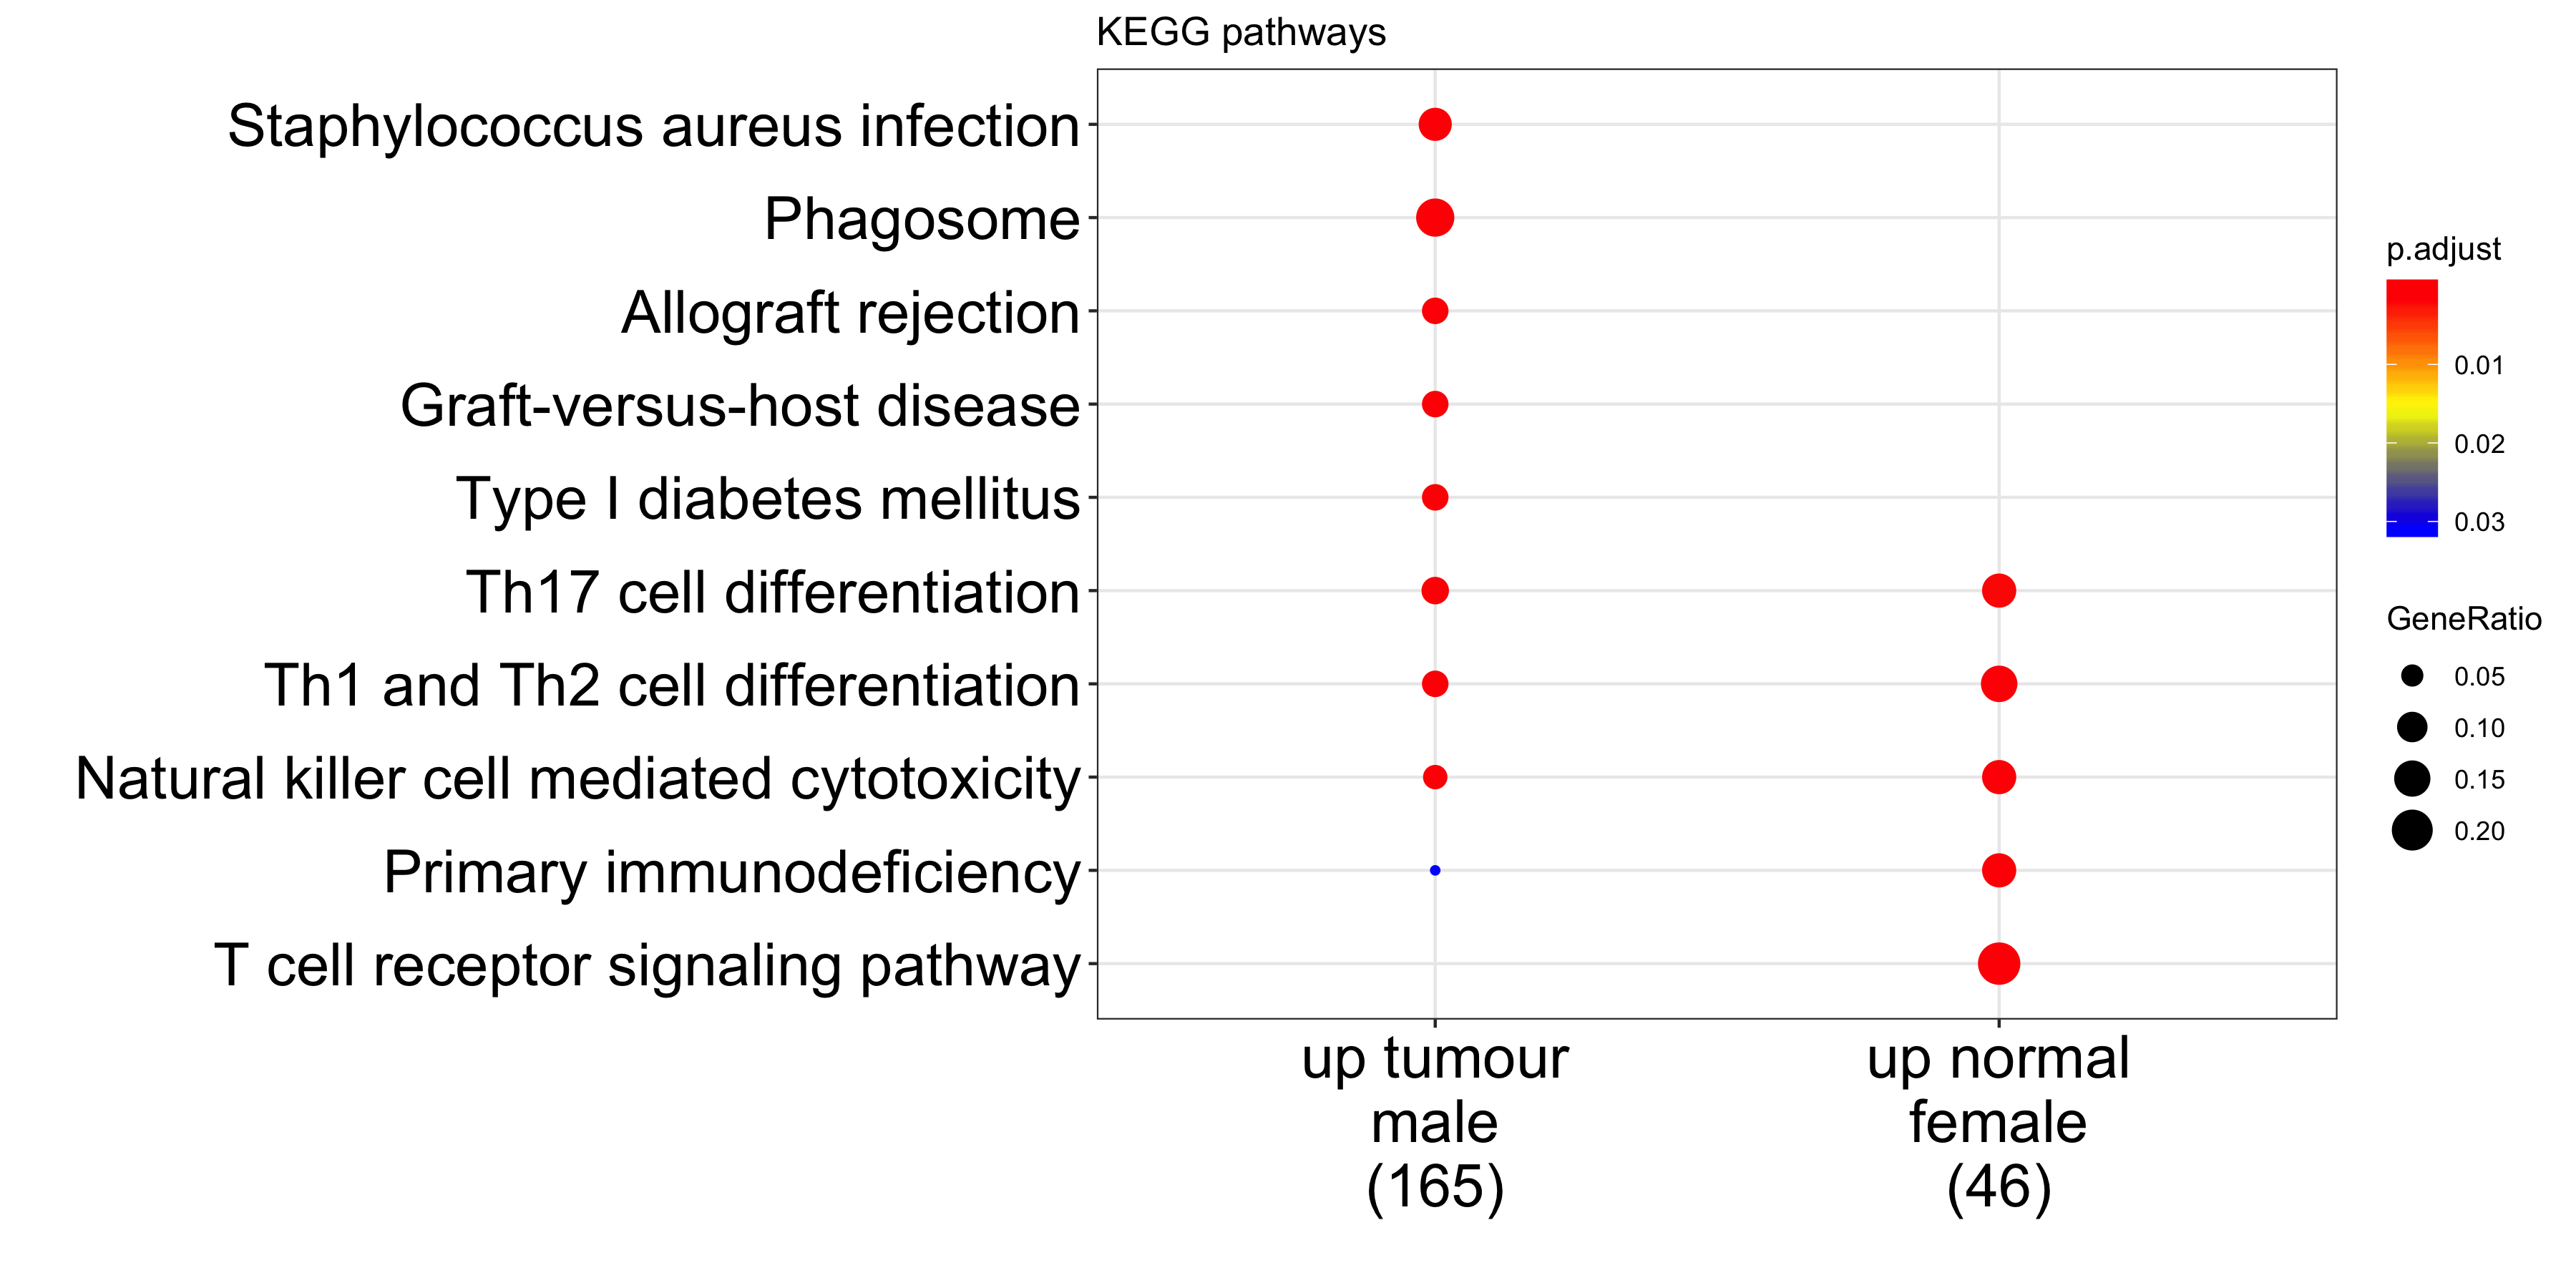 KEGG pathways
Staphylococcus aureus infection
Phagosome
Allograft rejection
Graft-versus-host disease
Type I diabetes mellitus
Th17 cell differentiation
Th1 and Th2 cell differentiation
Natural killer cell mediated cytotoxicity
Primary immunodeficiency
T cell receptor signaling pathway
up tumour
male
(165)
up normal
female
(46)
p.adjust
0.01
0.02
0.03
GeneRatio
0.05
0.10
0.15
0.20